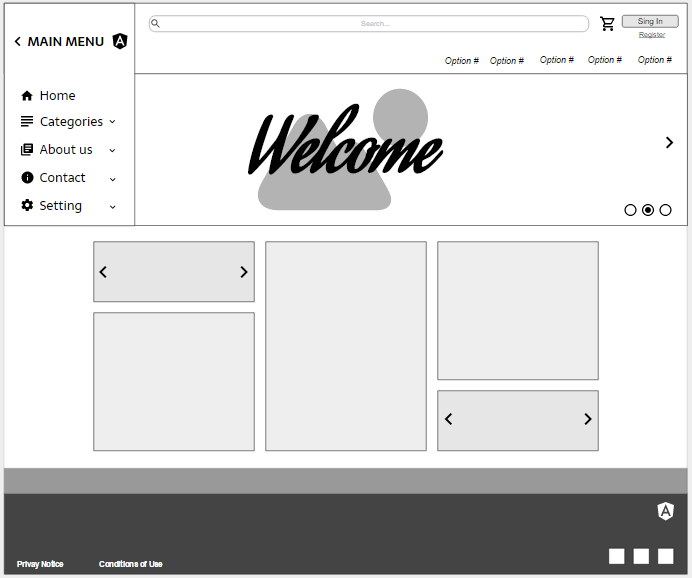 MAIN MENU
Search...
Sing In
Register
Option # Option # Option # Option # Option #
Home
Categories
About us
Contact
Setting
Welcome
Privay Notice
Conditions of Use